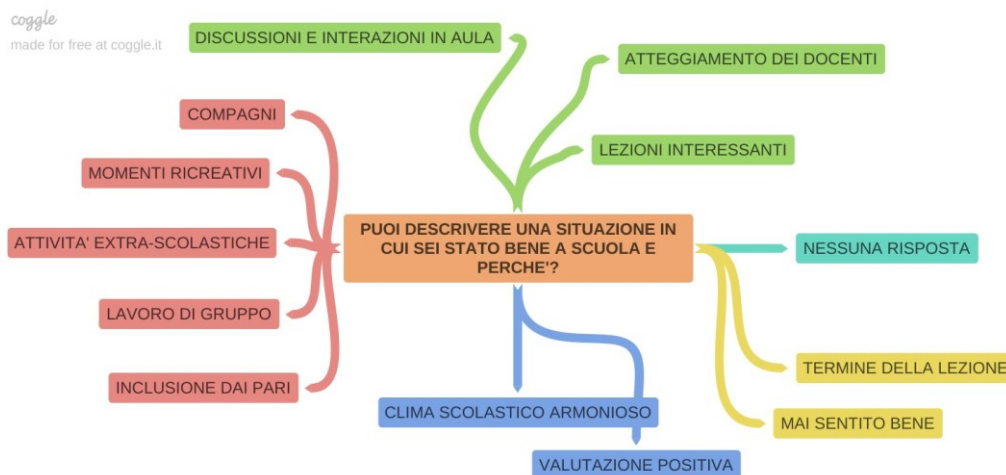 coggle
made for free at coggle.it
DISCUSSIONI E INTERAZIONI IN AULA
ATTEGGIAMENTO DEI DOCENTI
LEZIONI INTERESSANTI
COMPAGNI
MOMENTI RICREATIVI
ATTIVITA' EXTRA-SCOLASTICHE
LAVORO DI GRUPPO
INCLUSIONE DAI PARI
PUOI DESCRIVERE UNA SITUAZIONE IN
CUI SEI STATO BENE A SCUOLA E
PERCHE'?
NESSUNA RISPOSTA
TERMINE DELLA LEZIONE
MAI SENTITO BENE
CLIMA SCOLASTICO ARMONIOSO
VALUTAZIONE POSITIVA